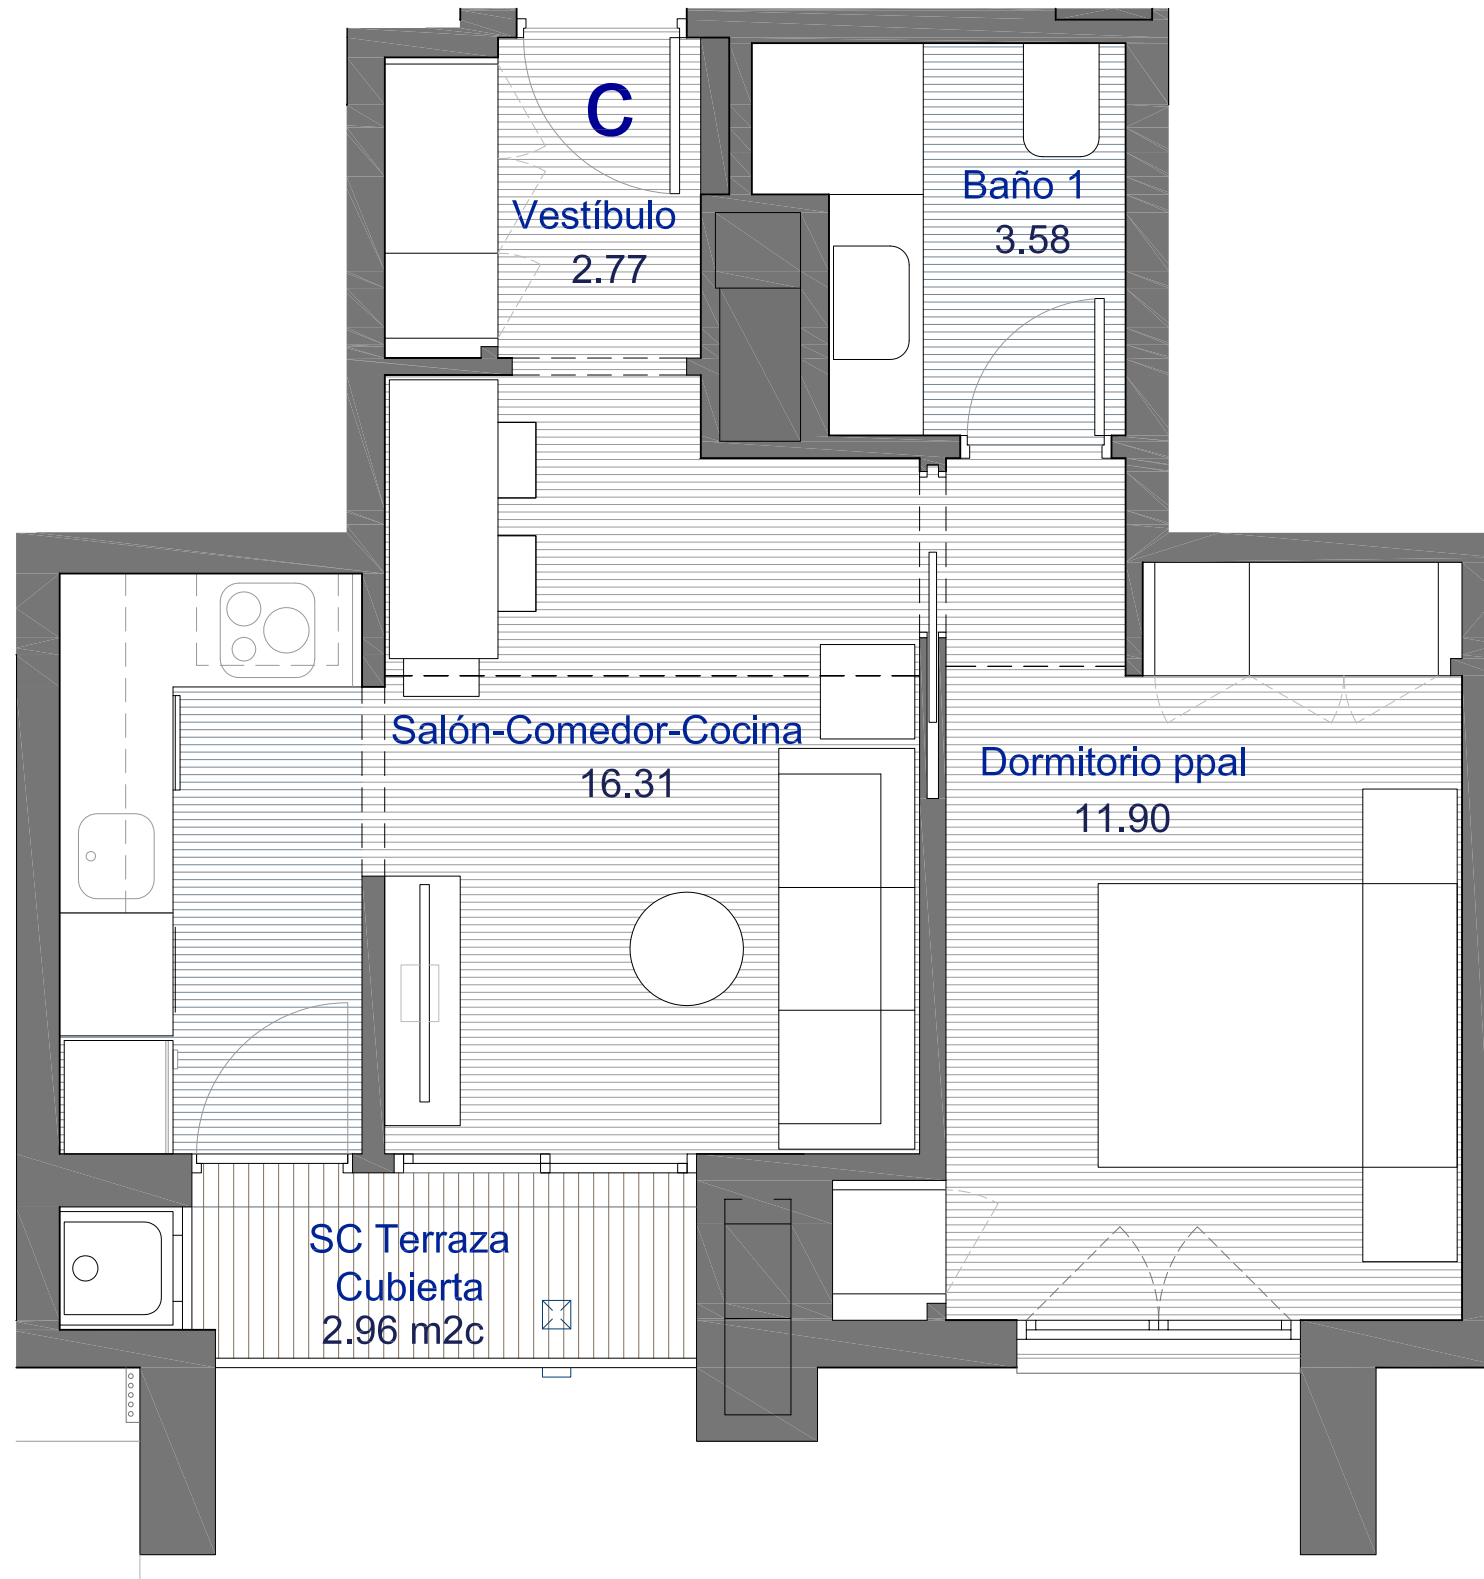 C
Vestíbulo
2.77
Baño 1
3.58
Salón-Comedor-Cocina
16.31
Dormitorio ppal
11.90
SC Terraza
Cubierta
2.96 m2c